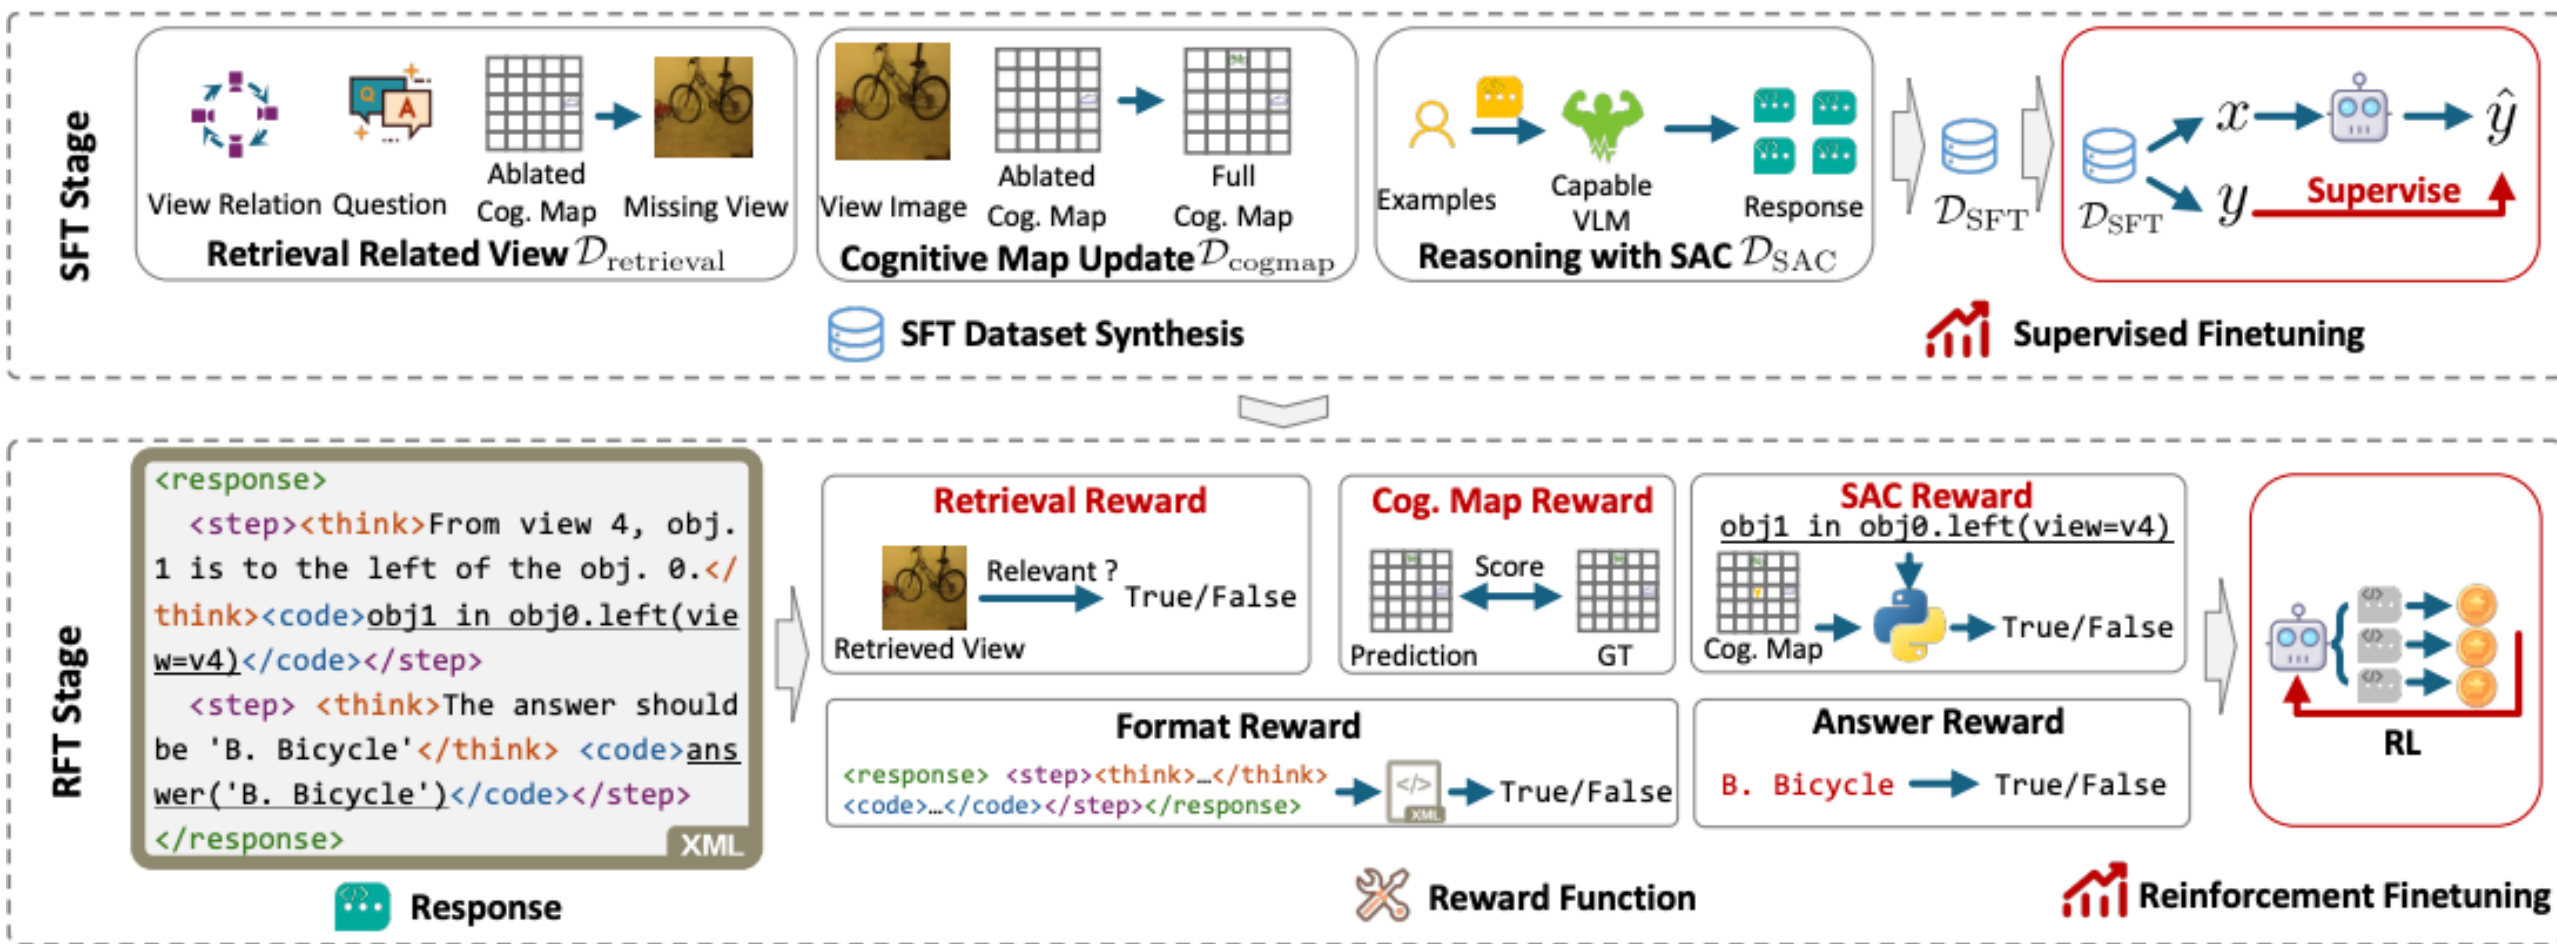 SFT Stage
View Relation
Question
Q
A
Ablated
Cog. Map
Missing View
Retrieval Related View D_retrieval
View Image
Ablated
Cog. Map
Full
Cog. Map
Cognitive Map Update D_cogmap
Examples
Capable
VLM
Response
Reasoning with SAC D_SAC
D_SFT
D_SFT
x
ŷ
y
Supervise
SFT Dataset Synthesis
Supervised Finetuning
RFT Stage
<response>
<step><think>From view 4, obj.
1 is to the left of the obj. 0.</
think><code>obj1 in obj0.left(vie
w=v4)</code></step>
<step> <think>The answer should
be 'B. Bicycle'</think> <code>ans
wer('B. Bicycle')</code></step>
</response>
XML
Response
Retrieval Reward
Relevant ?
True/False
Retrieved View
Cog. Map Reward
Score
Prediction
GT
SAC Reward
obj1 in obj0.left(view=v4)
Cog. Map
True/False
Format Reward
<response> <step><think>…</think>
<code>…</code></step></response>
</>
XML
True/False
Answer Reward
B. Bicycle
True/False
Reward Function
RL
Reinforcement Finetuning